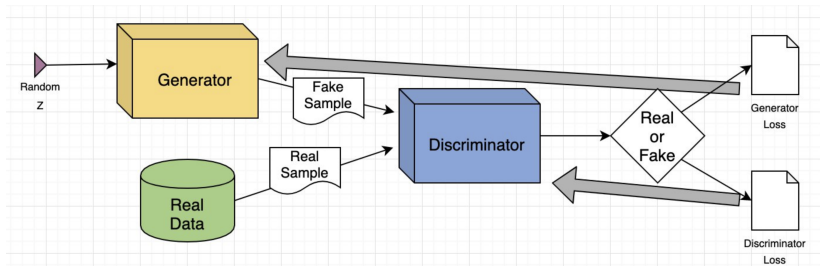 Random
Z
Generator
Fake
Sample
Real
Sample
Real
Data
Discriminator
Real
or
Fake
Generator
Loss
Discriminator
Loss